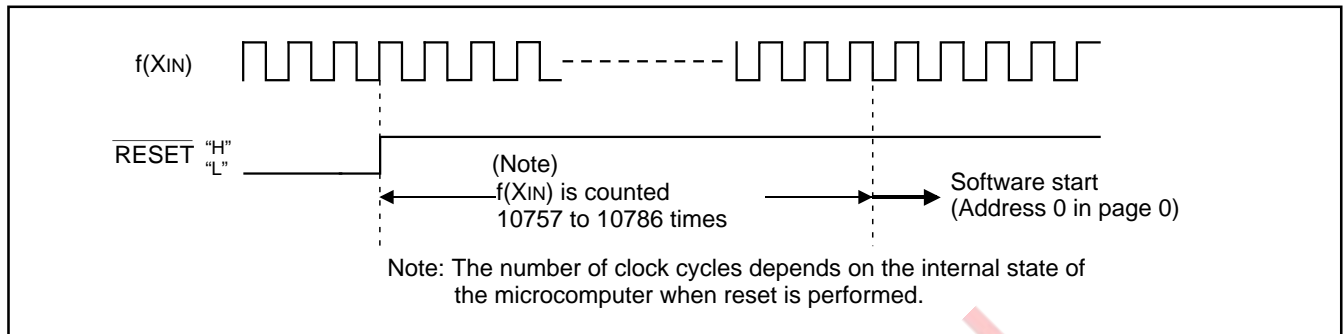 f(XIN)
RESET "H"
"L"
(Note)
f(XIN) is counted
10757 to 10786 times
Software start
(Address 0 in page 0)
Note: The number of clock cycles depends on the internal state of
the microcomputer when reset is performed.